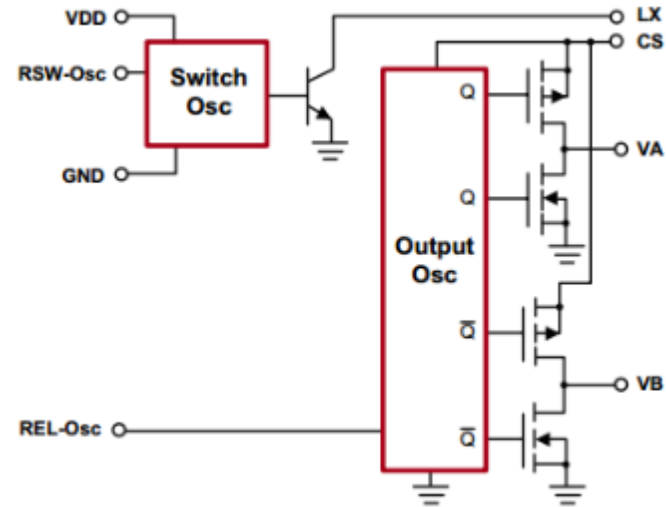 VDD
LX
CS
RSW-Osc
Switch
Osc
Q
VA
GND
Q
Output
Osc
Q̅
VB
REL-Osc
Q̅